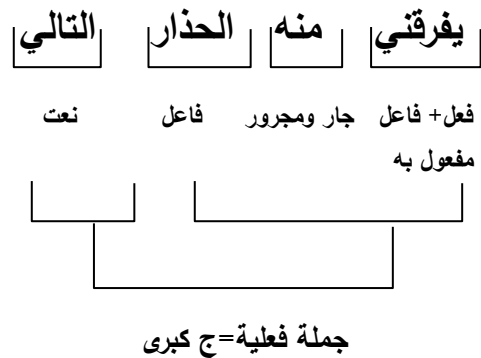 يفرقني منه الحذار التالي
فعل+ فاعل جار ومجرور فاعل نعت
مفعول به
جملة فعلية=ج كبرى